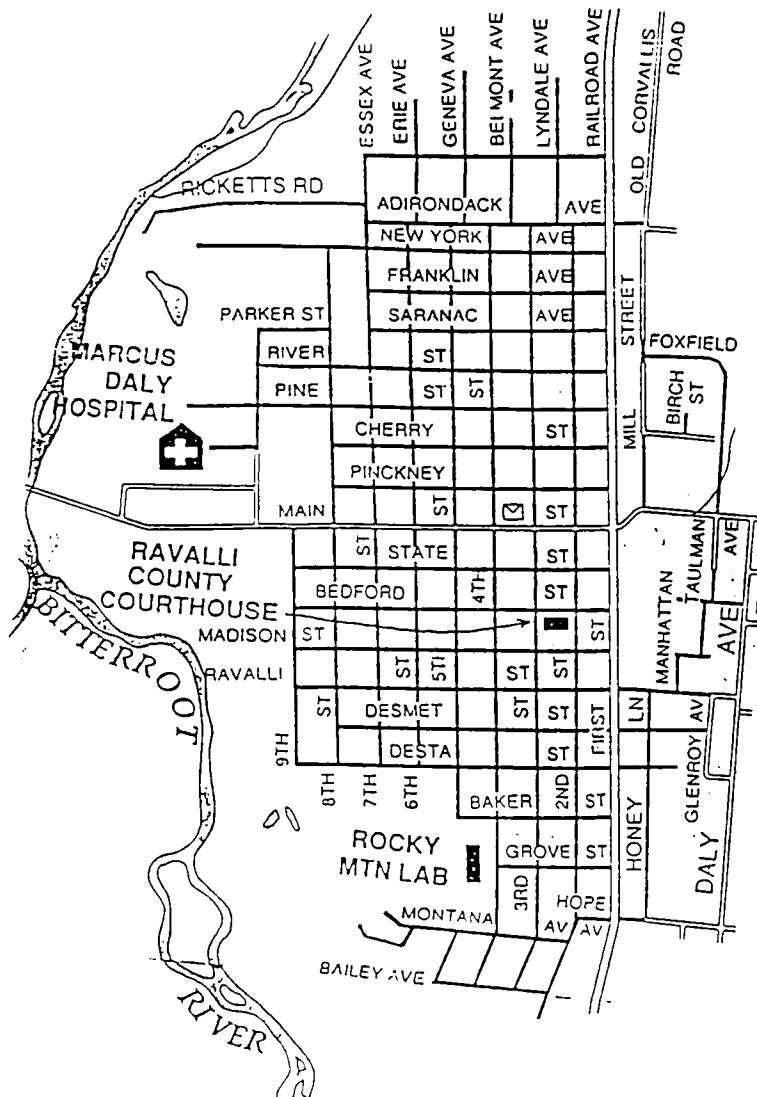 ESSEX AVE
ERIE AVE
GENEVA AVE
BELMONT AVE
LYNDALE AVE
RAILROAD AVE
OLD CORVALLIS
ROAD
RICKETTS RD
ADIRONDACK AVE
NEW YORK AVE
FRANKLIN AVE
PARKER ST
SARANAC AVE
MILL STREET
FOXFIELD
RIVER ST
MARCUS
DALY
HOSPITAL
PINE ST
ST
BIRCH
ST
CHERRY ST
PINCKNEY
ST
MAIN ST
RAVALLI
COUNTY
COURTHOUSE
ST
STATE ST
TAULMAN
AVE
BEDFORD ST
4TH
MANHATTAN
AVE
MADISON ST
ST
BITTERROOT
RAVALLI ST
5TH
ST
ST
ST
DESMET ST
ST
FIRST
LN
AV
DESTA ST
9TH
8TH
7TH
6TH
BAKER ST
2ND
GLENROY
ROCKY
MTN LAB
GROVE ST
HONEY
DALY
3RD
HOPE
MONTANA AV AV
BAILEY AVE
RIVER